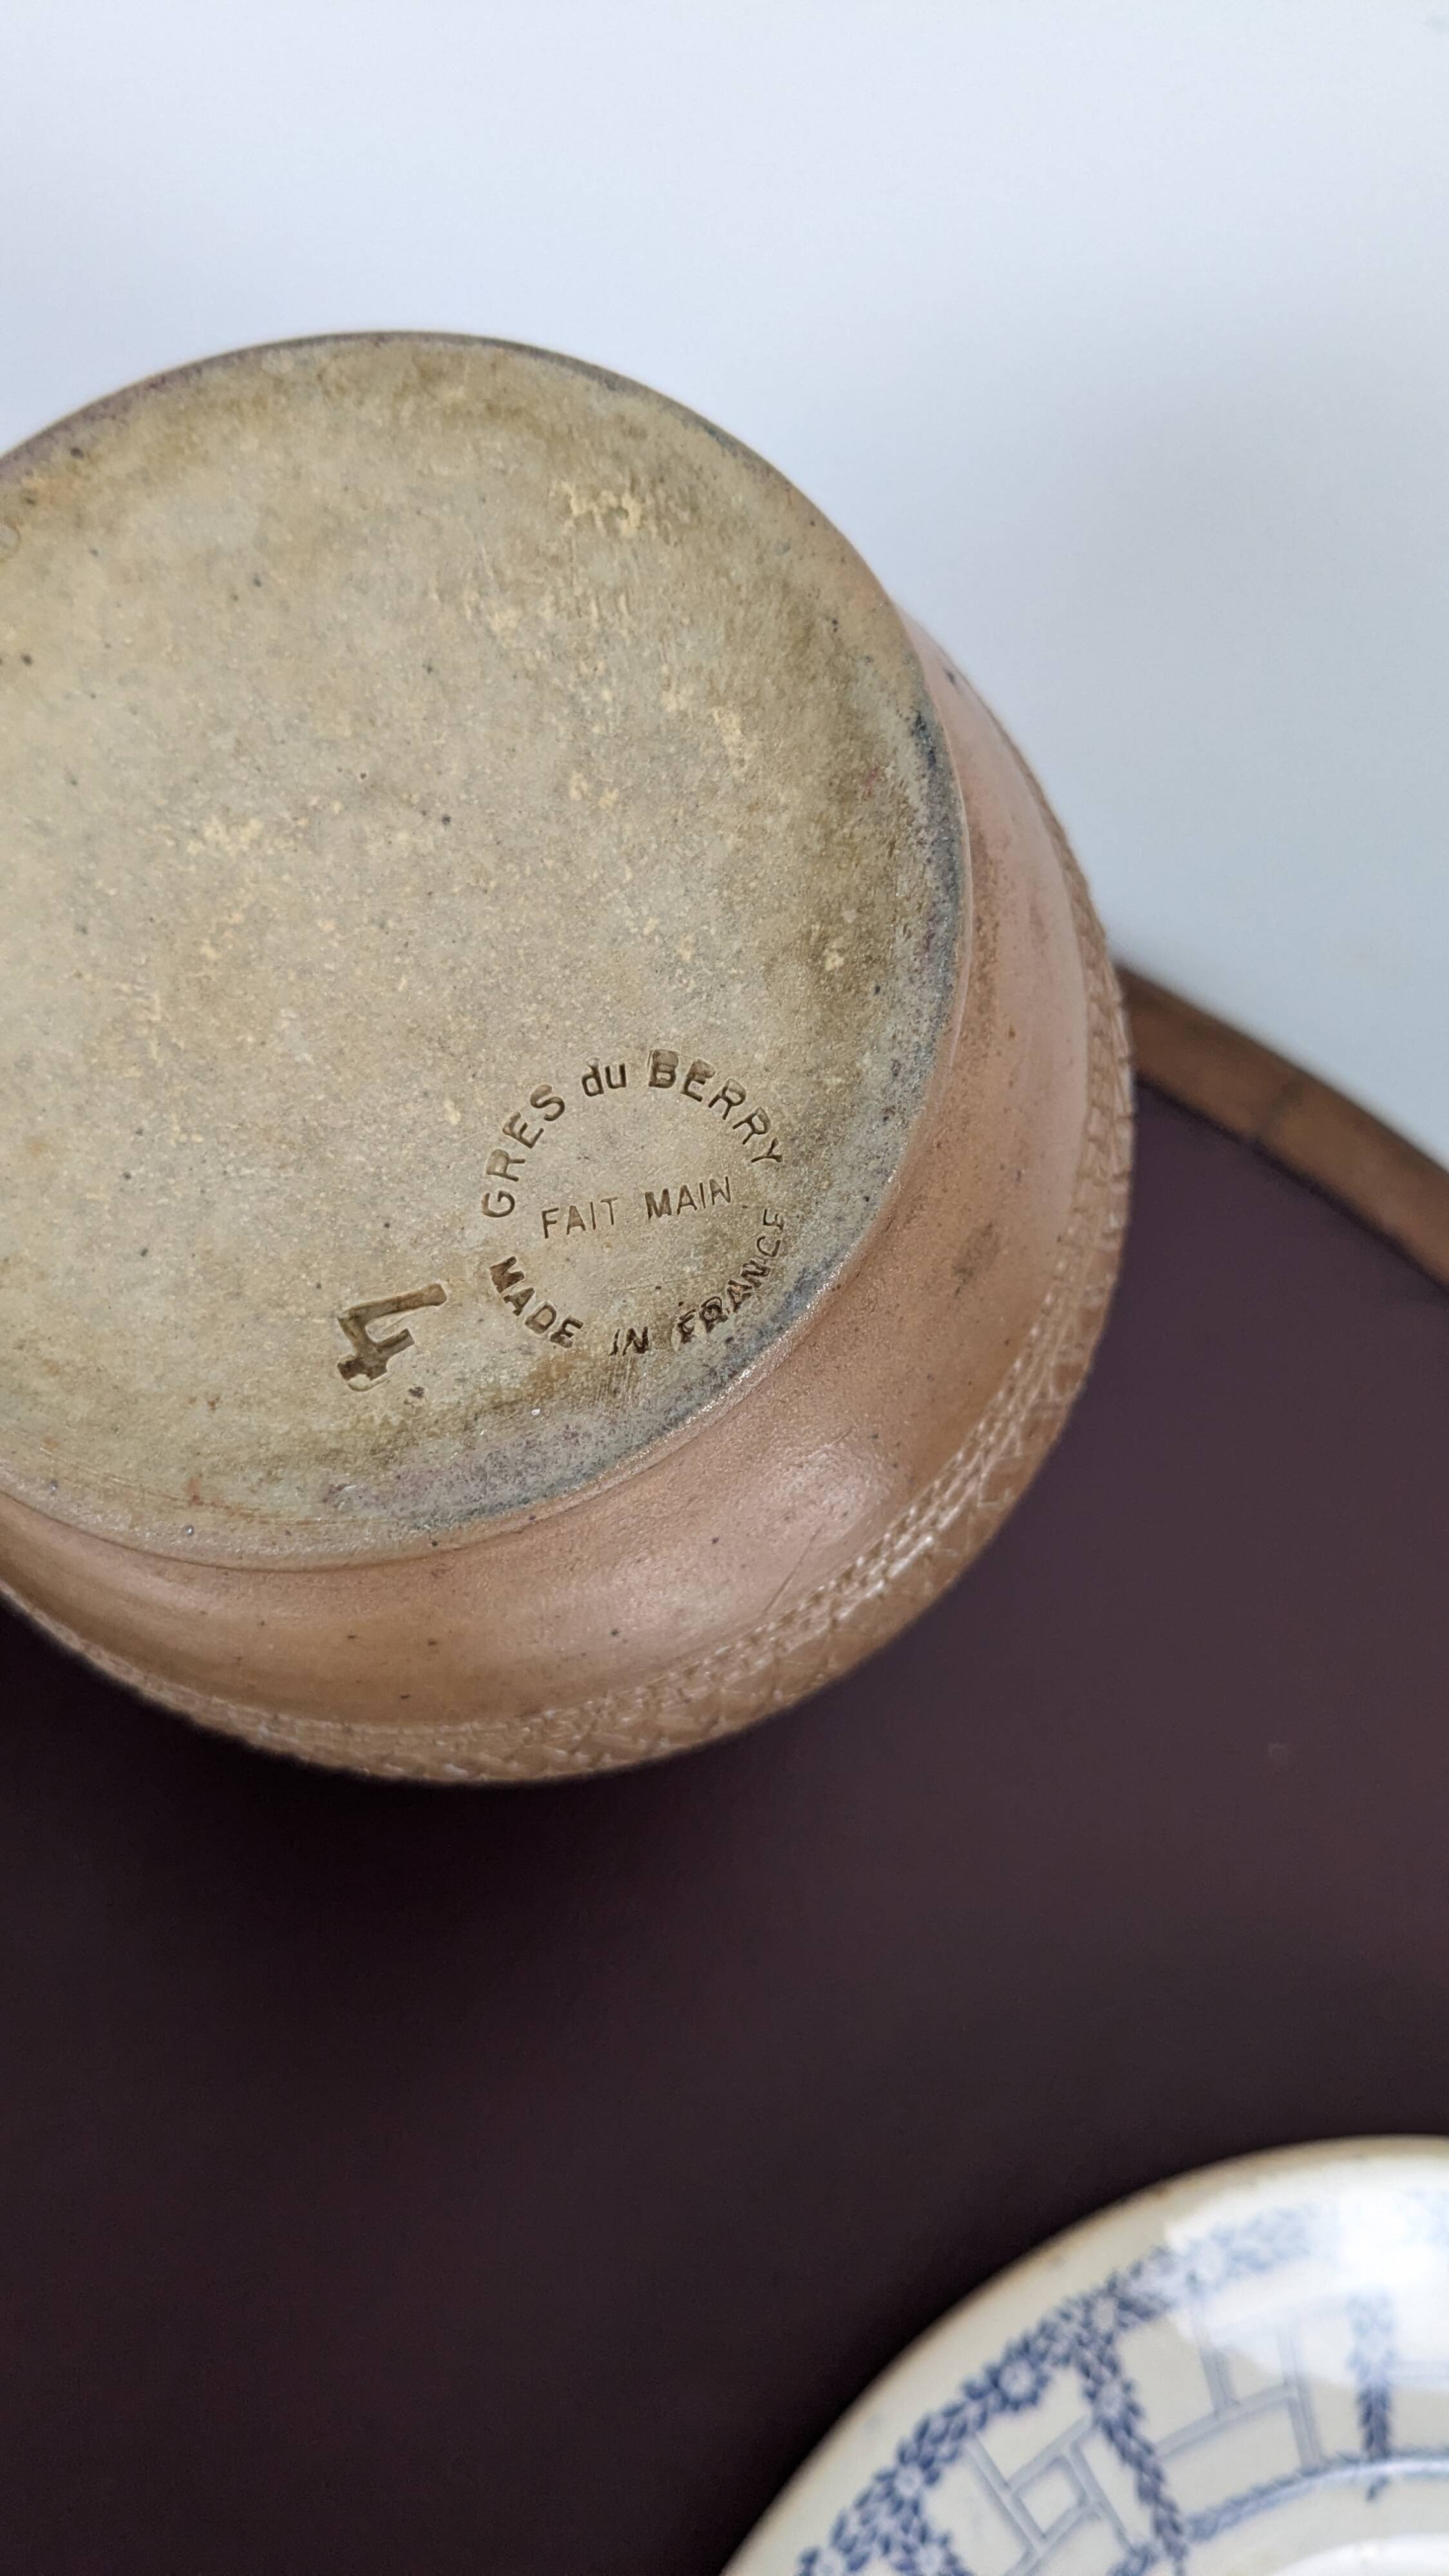 GRES du BERRY
FAIT MAIN
MADE IN FRANCE
4